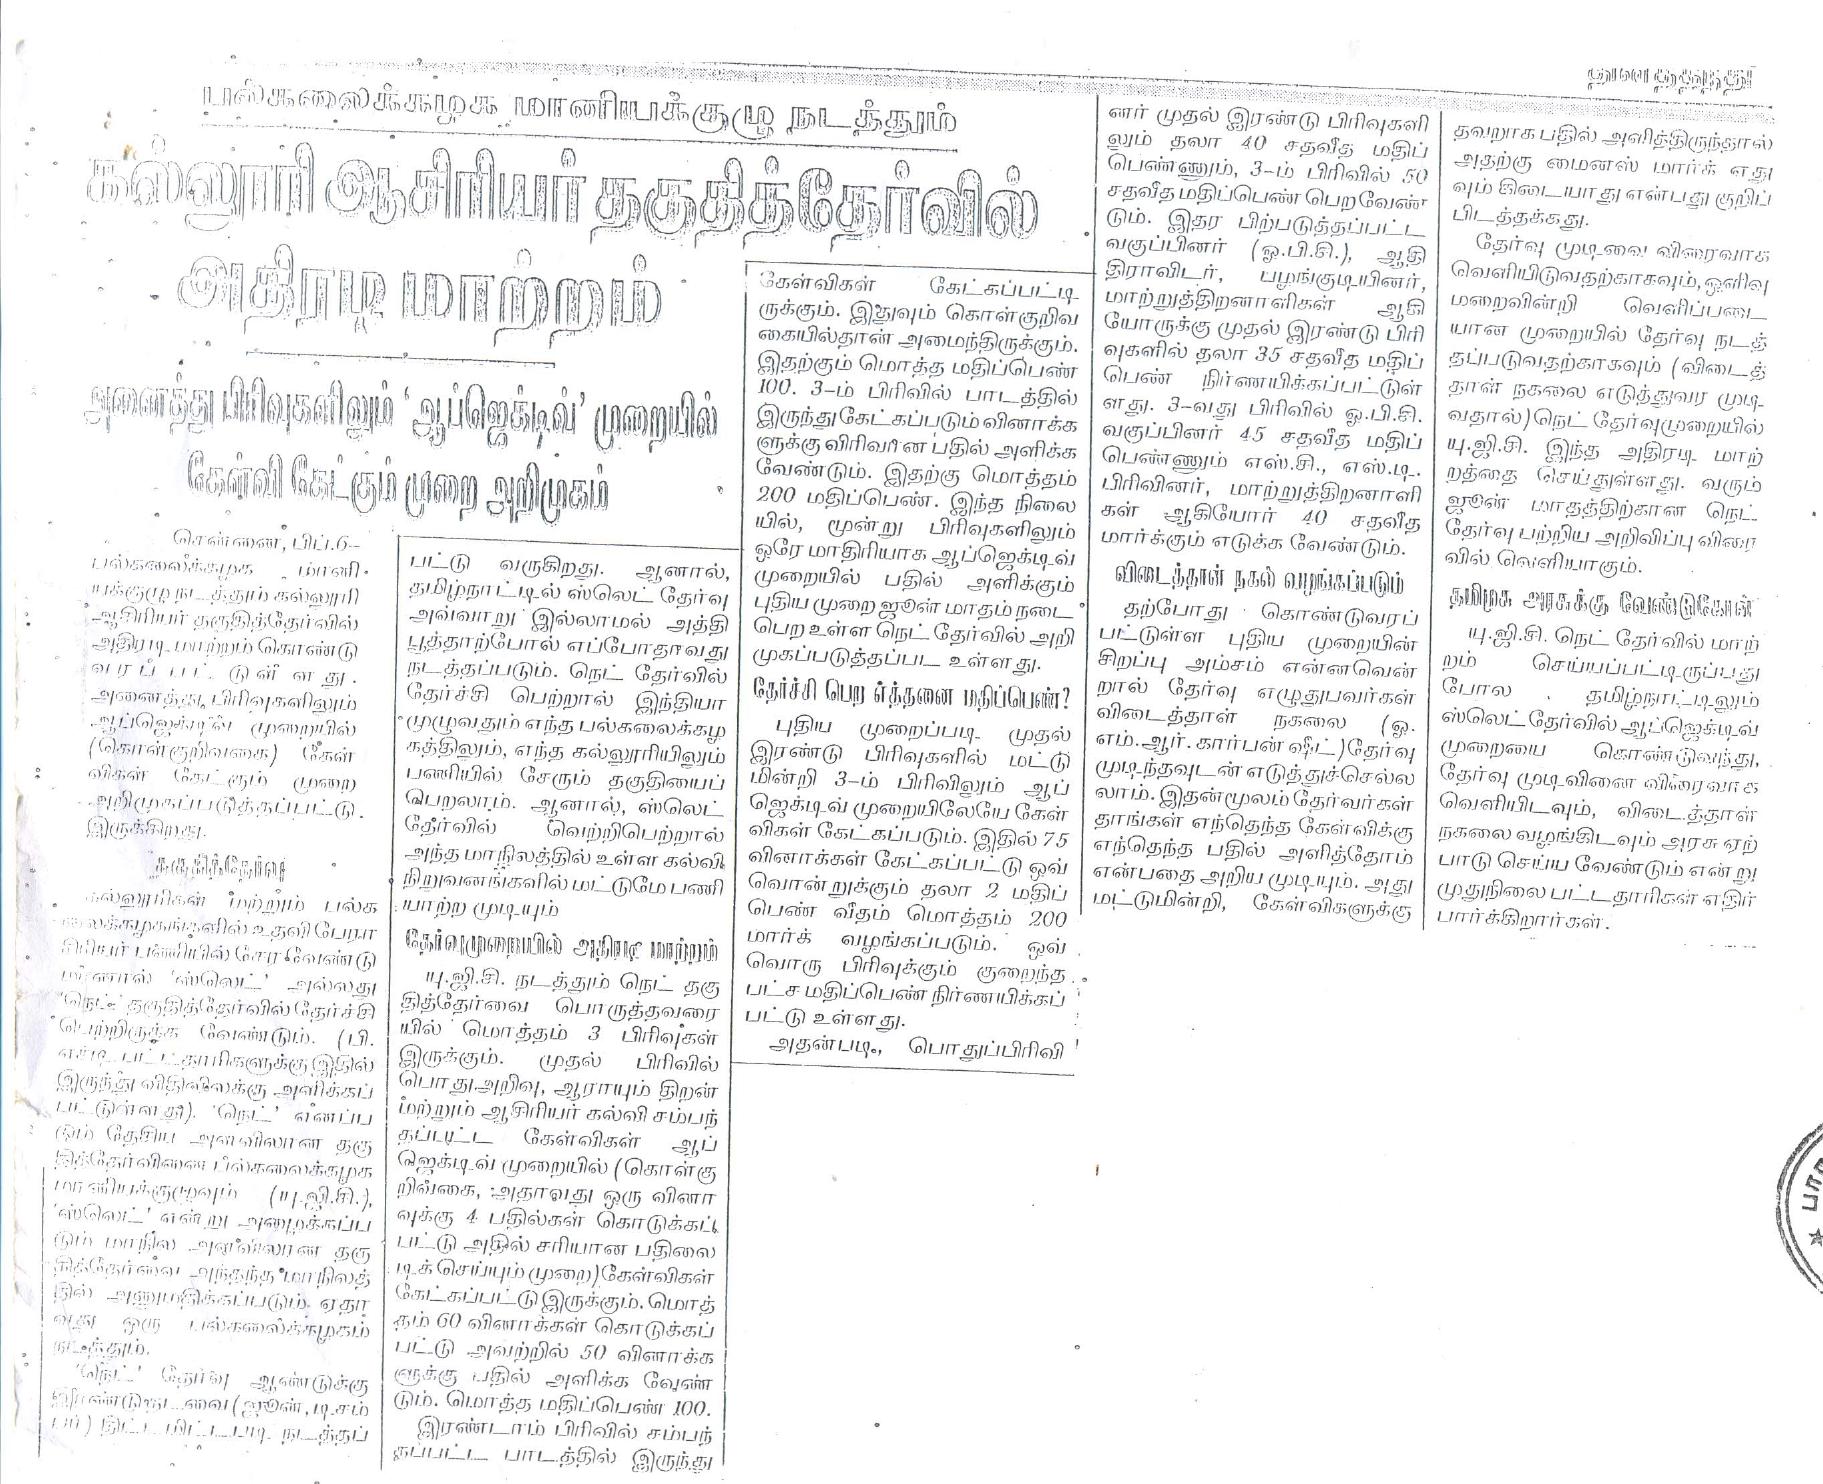 பல்கலைக்கழக மானியக்குழு நடத்தும்
கல்லூரி ஆசிரியர் தகுதித்தேர்வில்
அதிரடி மாற்றம்
அனைத்து பிரிவுகளிலும் 'ஆப்ஜெக்டிவ்' முறையில்
கேள்வி கேட்கும் முறை அறிமுகம்
சென்னை, பிப்.6-
பல்கலைக்கழக மானி
யக்குழு நடத்தும் கல்லூரி
ஆசிரியர் தகுதித்தேர்வில்
அதிரடி மாற்றம் கொண்டு
வரப் பட் டுள் ளது.
அனைத்து பிரிவுகளிலும்
ஆப்ஜெக்டிவ் முறையில்
(கொள்குறிவகை) கேள்
விகள் கேட்கும் முறை
அறிமுகப்படுத்தப்பட்டு
இருக்கிறது.
தகுதித்தேர்வு
கல்லூரிகள் மற்றும் பல்க
லைக்கழகங்களில் உதவி பேரா
சிரியர் பணியில் சேர வேண்டு
மானால் 'ஸ்லெட்' அல்லது
'நெட்' தகுதித்தேர்வில் தேர்ச்சி
பெற்றிருக்க வேண்டும். (பி.
எச்டி. பட்டதாரிகளுக்கு இதில்
இருந்து விதிவிலக்கு அளிக்கப்
பட்டுள்ளது). 'நெட்' எனப்ப
டும் தேசிய அளவிலான தகு
தித்தேர்வினை பல்கலைக்கழக
மானியக்குழுவும் (யு.ஜி.சி.),
'ஸ்லெட்' என்று அழைக்கப்ப
டும் மாநில அளவிலான தகு
தித்தேர்வை அந்தந்த மாநிலத்
தில் அனுமதிக்கப்படும். ஏதா
வது ஒரு பல்கலைக்கழகம்
நடத்தும்.
'நெட்' தேர்வு ஆண்டுக்கு
இரண்டு தடவை (ஜூன், டிசம்
பர்) திட்டமிட்டபடி நடத்தப்
பட்டு வருகிறது. ஆனால்,
தமிழ்நாட்டில் ஸ்லெட் தேர்வு
அவ்வாறு இல்லாமல் அத்தி
பூத்தாற்போல் எப்போதாவது
நடத்தப்படும். நெட் தேர்வில்
தேர்ச்சி பெற்றால் இந்தியா
முழுவதும் எந்த பல்கலைக்கழ
கத்திலும், எந்த கல்லூரியிலும்
பணியில் சேரும் தகுதியைப்
பெறலாம். ஆனால், ஸ்லெட்
தேர்வில் வெற்றிபெற்றால்
அந்த மாநிலத்தில் உள்ள கல்வி
நிறுவனங்களில் மட்டுமே பணி
யாற்ற முடியும்
தேர்வுமுறையில் அதிரடி மாற்றம்
யு.ஜி.சி. நடத்தும் நெட் தகு
தித்தேர்வை பொருத்தவரை
யில் மொத்தம் 3 பிரிவுகள்
இருக்கும். முதல் பிரிவில்
பொது அறிவு, ஆராயும் திறன்
மற்றும் ஆசிரியர் கல்வி சம்பந்
தப்பட்ட கேள்விகள் ஆப்
ஜெக்டிவ் முறையில் (கொள்கு
றிவகை, அதாவது ஒரு வினா
வுக்கு 4 பதில்கள் கொடுக்கப்
பட்டு அதில் சரியான பதிலை
டிக் செய்யும் முறை) கேள்விகள்
கேட்கப்பட்டு இருக்கும். மொத்
தம் 60 வினாக்கள் கொடுக்கப்
பட்டு அவற்றில் 50 வினாக்க
ளுக்கு பதில் அளிக்க வேண்
டும். மொத்த மதிப்பெண் 100.
இரண்டாம் பிரிவில் சம்பந்
தப்பட்ட பாடத்தில் இருந்து
கேள்விகள் கேட்கப்பட்டி
ருக்கும். இதுவும் கொள்குறிவ
கையில்தான் அமைந்திருக்கும்.
இதற்கும் மொத்த மதிப்பெண்
100. 3-ம் பிரிவில் பாடத்தில்
இருந்து கேட்கப்படும் வினாக்க
ளுக்கு விரிவான பதில் அளிக்க
வேண்டும். இதற்கு மொத்தம்
200 மதிப்பெண். இந்த நிலை
யில், மூன்று பிரிவுகளிலும்
ஒரே மாதிரியாக ஆப்ஜெக்டிவ்
முறையில் பதில் அளிக்கும்
புதிய முறை ஜூன் மாதம் நடை
பெற உள்ள நெட் தேர்வில் அறி
முகப்படுத்தப்பட உள்ளது.
தேர்ச்சி பெற எத்தனை மதிப்பெண்?
புதிய முறைப்படி முதல்
இரண்டு பிரிவுகளில் மட்டு
மின்றி 3-ம் பிரிவிலும் ஆப்
ஜெக்டிவ் முறையிலேயே கேள்
விகள் கேட்கப்படும். இதில் 75
வினாக்கள் கேட்கப்பட்டு ஒவ்
வொன்றுக்கும் தலா 2 மதிப்
பெண் வீதம் மொத்தம் 200
மார்க் வழங்கப்படும். ஒவ்
வொரு பிரிவுக்கும் குறைந்த
பட்ச மதிப்பெண் நிர்ணயிக்கப்
பட்டு உள்ளது.
அதன்படி, பொதுப்பிரிவி
னர் முதல் இரண்டு பிரிவுகளி
லும் தலா 40 சதவீத மதிப்
பெண்ணும், 3-ம் பிரிவில் 50
சதவீத மதிப்பெண் பெறவேண்
டும். இதர பிற்படுத்தப்பட்ட
வகுப்பினர் (ஓ.பி.சி.), ஆதி
திராவிடர், பழங்குடியினர்,
மாற்றுத்திறனாளிகள் ஆகி
யோருக்கு முதல் இரண்டு பிரி
வுகளில் தலா 35 சதவீத மதிப்
பெண் நிர்ணயிக்கப்பட்டுள்
ளது. 3-வது பிரிவில் ஓ.பி.சி.
வகுப்பினர் 45 சதவீத மதிப்
பெண்ணும் எஸ்.சி., எஸ்.டி.
பிரிவினர், மாற்றுத்திறனாளி
கள் ஆகியோர் 40 சதவீத
மார்க்கும் எடுக்க வேண்டும்.
விடைத்தாள் நகல் வழங்கப்படும்
தற்போது கொண்டுவரப்
பட்டுள்ள புதிய முறையின்
சிறப்பு அம்சம் என்னவென்
றால் தேர்வு எழுதுபவர்கள்
விடைத்தாள் நகலை (ஓ.
எம்.ஆர். கார்பன் ஷீட்) தேர்வு
முடிந்தவுடன் எடுத்துச்செல்ல
லாம். இதன்மூலம் தேர்வர்கள்
தாங்கள் எந்தெந்த கேள்விக்கு
எந்தெந்த பதில் அளித்தோம்
என்பதை அறிய முடியும். அது
மட்டுமின்றி, கேள்விகளுக்கு
தவறாக பதில் அளித்திருந்தால்
அதற்கு மைனஸ் மார்க் எது
வும் கிடையாது என்பது குறிப்
பிடத்தக்கது.
தேர்வு முடிவை விரைவாக
வெளியிடுவதற்காகவும், ஒளிவு
மறைவின்றி வெளிப்படை
யான முறையில் தேர்வு நடத்
தப்படுவதற்காகவும் (விடைத்
தாள் நகலை எடுத்துவர முடி
வதால்) நெட் தேர்வுமுறையில்
யு.ஜி.சி. இந்த அதிரடி மாற்
றத்தை செய்துள்ளது. வரும்
ஜூன் மாதத்திற்கான நெட்
தேர்வு பற்றிய அறிவிப்பு விரை
வில் வெளியாகும்.
தமிழக அரசுக்கு வேண்டுகோள்
யு.ஜி.சி. நெட் தேர்வில் மாற்
றம் செய்யப்பட்டிருப்பது
போல தமிழ்நாட்டிலும்
ஸ்லெட் தேர்வில் ஆப்ஜெக்டிவ்
முறையை கொண்டுவந்து,
தேர்வு முடிவினை விரைவாக
வெளியிடவும், விடைத்தாள்
நகலை வழங்கிடவும் அரசு ஏற்
பாடு செய்ய வேண்டும் என்று
முதுநிலை பட்டதாரிகள் எதிர்
பார்க்கிறார்கள்.